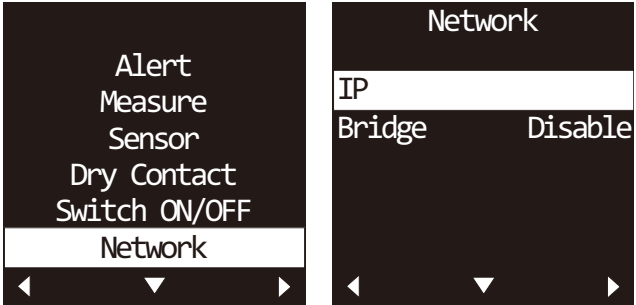 Alert
Measure
Sensor
Dry Contact
Switch ON/OFF
Network
Network
IP
Bridge Disable